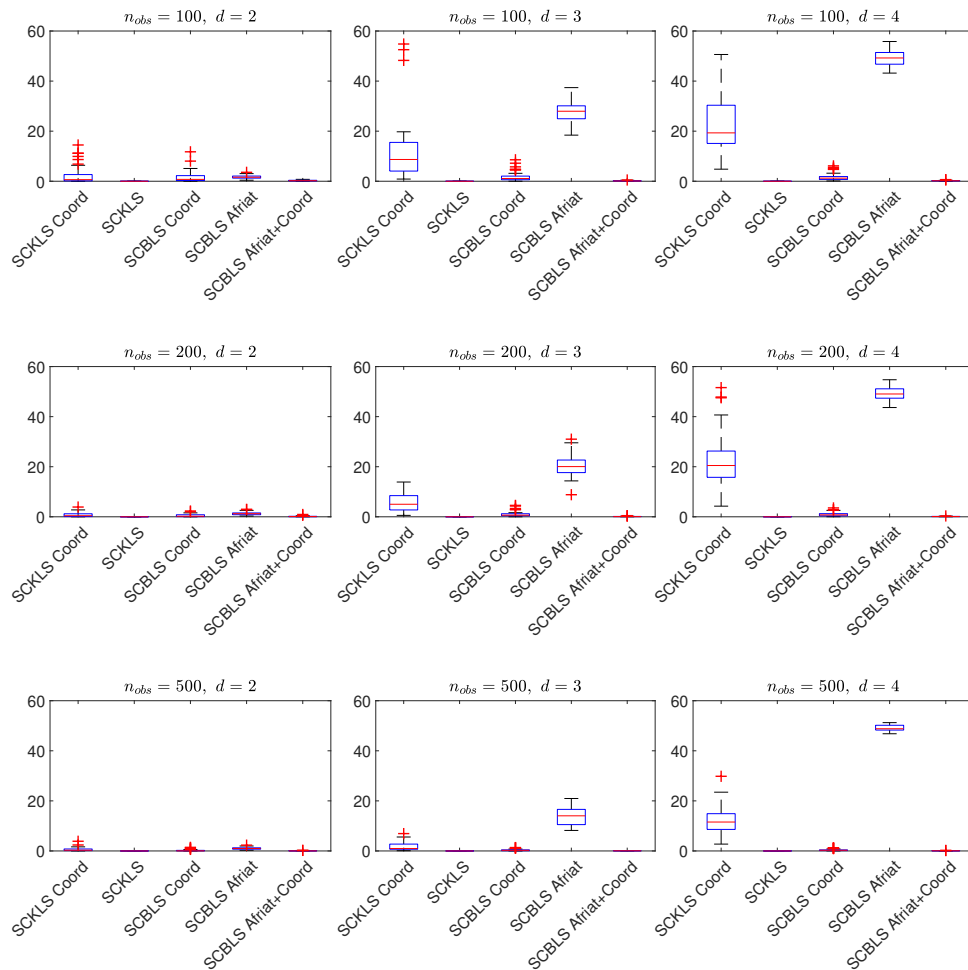 n_obs = 100, d = 2
60
40
20
0
SCKLS Coord
SCKLS
SCBLS Coord
SCBLS Afriat
SCBLS Afriat+Coord
n_obs = 100, d = 3
60
40
20
0
SCKLS Coord
SCKLS
SCBLS Coord
SCBLS Afriat
SCBLS Afriat+Coord
n_obs = 100, d = 4
60
40
20
0
SCKLS Coord
SCKLS
SCBLS Coord
SCBLS Afriat
SCBLS Afriat+Coord
n_obs = 200, d = 2
60
40
20
0
SCKLS Coord
SCKLS
SCBLS Coord
SCBLS Afriat
SCBLS Afriat+Coord
n_obs = 200, d = 3
60
40
20
0
SCKLS Coord
SCKLS
SCBLS Coord
SCBLS Afriat
SCBLS Afriat+Coord
n_obs = 200, d = 4
60
40
20
0
SCKLS Coord
SCKLS
SCBLS Coord
SCBLS Afriat
SCBLS Afriat+Coord
n_obs = 500, d = 2
60
40
20
0
SCKLS Coord
SCKLS
SCBLS Coord
SCBLS Afriat
SCBLS Afriat+Coord
n_obs = 500, d = 3
60
40
20
0
SCKLS Coord
SCKLS
SCBLS Coord
SCBLS Afriat
SCBLS Afriat+Coord
n_obs = 500, d = 4
60
40
20
0
SCKLS Coord
SCKLS
SCBLS Coord
SCBLS Afriat
SCBLS Afriat+Coord